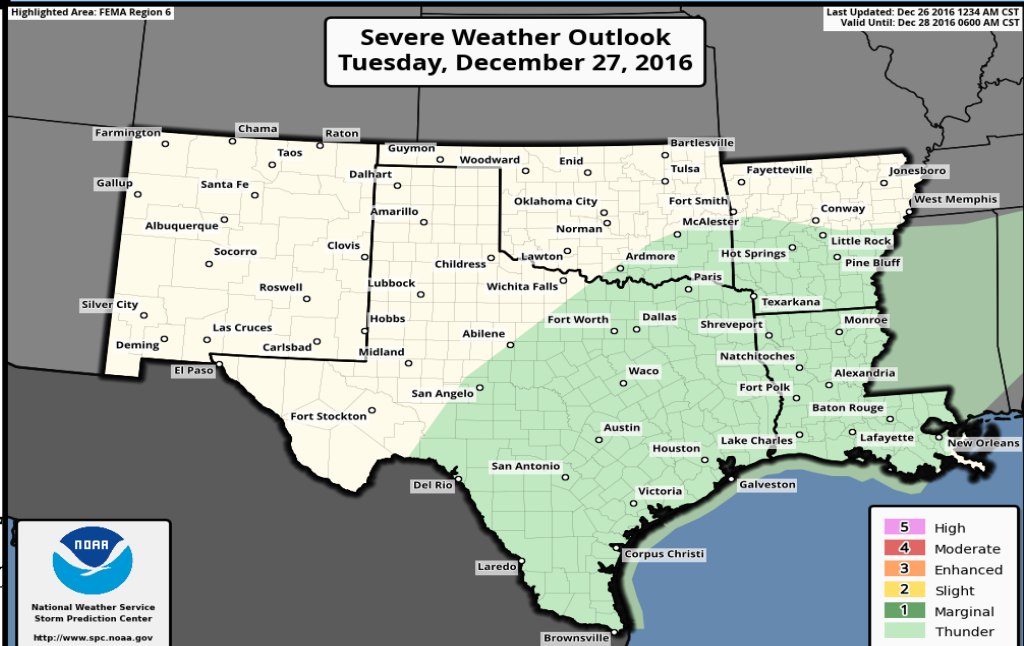 Highlighted Area: FEMA Region 6
Last Updated: Dec 26 2016 1234 AM CST
Valid Until: Dec 28 2016 0600 AM CST
Severe Weather Outlook
Tuesday, December 27, 2016
Farmington
Chama
Raton
Guymon
Bartlesville
Taos
Woodward
Enid
Dalhart
Tulsa
Fayetteville
Jonesboro
Gallup
Santa Fe
Oklahoma City
Fort Smith
West Memphis
Albuquerque
Amarillo
Norman
McAlester
Conway
Socorro
Clovis
Childress
Lawton
Ardmore
Hot Springs
Little Rock
Pine Bluff
Roswell
Lubbock
Wichita Falls
Paris
Silver City
Hobbs
Texarkana
Las Cruces
Fort Worth
Dallas
Shreveport
Monroe
Deming
Carlsbad
Midland
Abilene
Natchitoches
El Paso
San Angelo
Waco
Fort Polk
Alexandria
Fort Stockton
Austin
Baton Rouge
Houston
Lake Charles
Lafayette
New Orleans
Del Rio
San Antonio
Victoria
Galveston
Laredo
Corpus Christi
Brownsville
NOAA
National Weather Service
Storm Prediction Center
http://www.spc.noaa.gov
5 High
4 Moderate
3 Enhanced
2 Slight
1 Marginal
Thunder